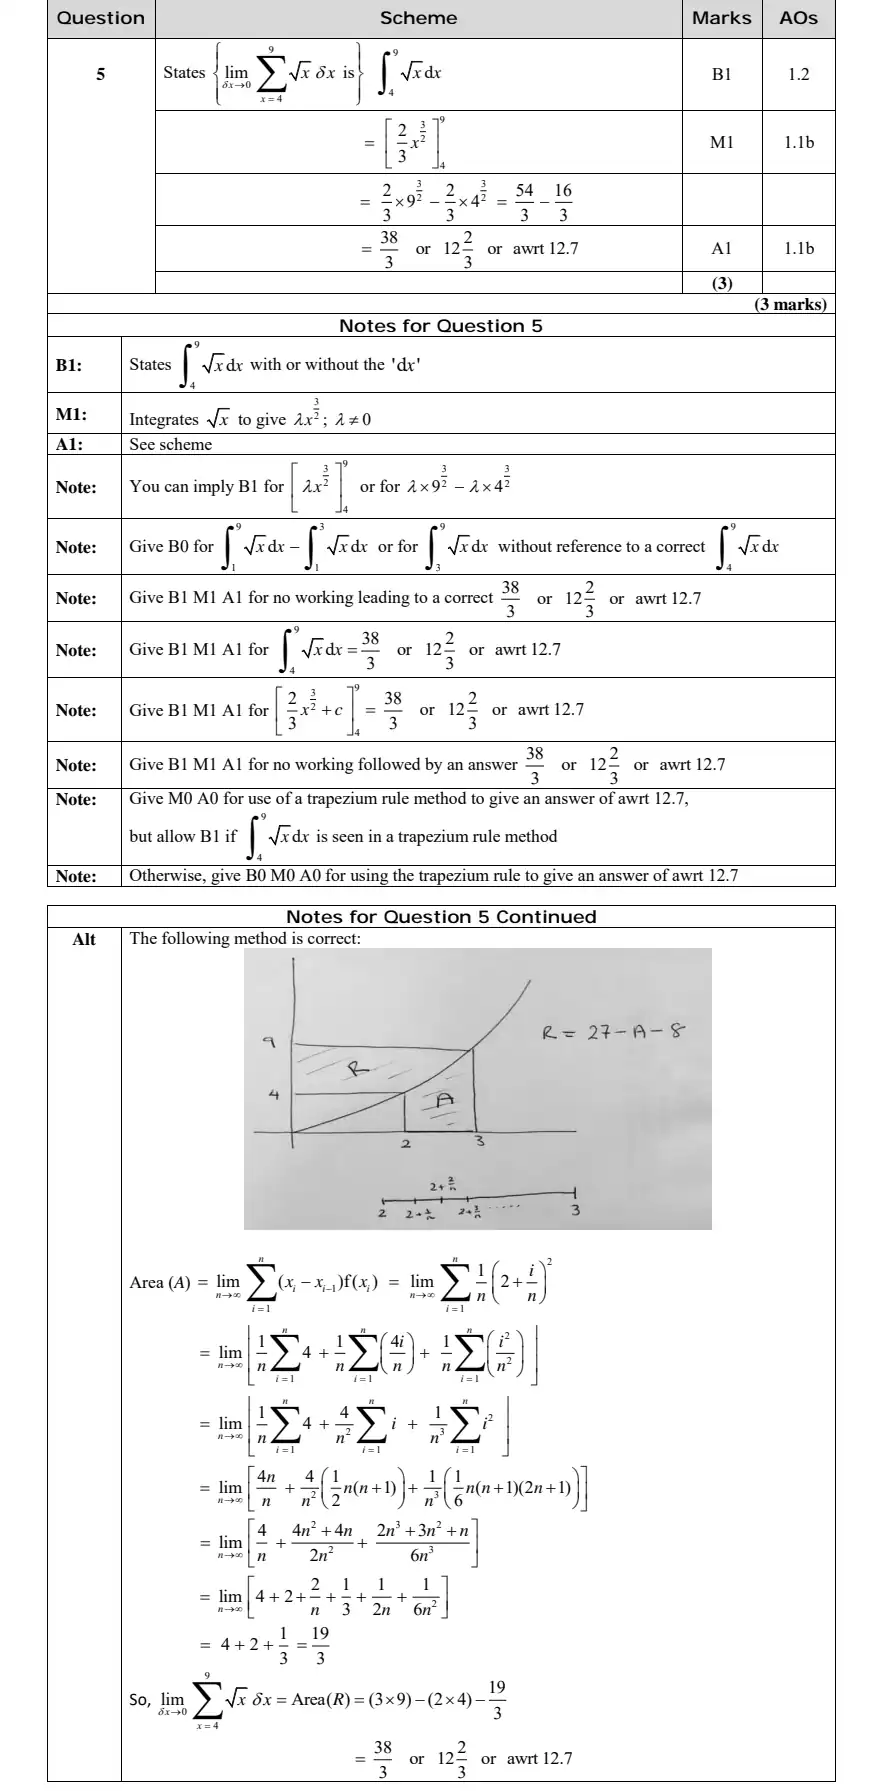 Question Scheme Marks AOs
5 States { lim_{δx→0} ∑_{x=4}^{9} √x δx is } ∫_4^9 √x dx B1 1.2
= [ 2/3 x^{3/2} ]_4^9 M1 1.1b
= 2/3 × 9^{3/2} − 2/3 × 4^{3/2} = 54/3 − 16/3
= 38/3 or 12 2/3 or awrt 12.7 A1 1.1b
(3)
(3 marks)
Notes for Question 5
B1: States ∫_4^9 √x dx with or without the 'dx'
M1: Integrates √x to give λx^{3/2}; λ ≠ 0
A1: See scheme
Note: You can imply B1 for [ λx^{3/2} ]_4^9 or for λ × 9^{3/2} − λ × 4^{3/2}
Note: Give B0 for ∫_1^9 √x dx − ∫_1^3 √x dx or for ∫_3^9 √x dx without reference to a correct ∫_4^9 √x dx
Note: Give B1 M1 A1 for no working leading to a correct 38/3 or 12 2/3 or awrt 12.7
Note: Give B1 M1 A1 for ∫_4^9 √x dx = 38/3 or 12 2/3 or awrt 12.7
Note: Give B1 M1 A1 for [ 2/3 x^{3/2} + c ]_4^9 = 38/3 or 12 2/3 or awrt 12.7
Note: Give B1 M1 A1 for no working followed by an answer 38/3 or 12 2/3 or awrt 12.7
Note: Give M0 A0 for use of a trapezium rule method to give an answer of awrt 12.7,
but allow B1 if ∫_4^9 √x dx is seen in a trapezium rule method
Note: Otherwise, give B0 M0 A0 for using the trapezium rule to give an answer of awrt 12.7
Notes for Question 5 Continued
Alt The following method is correct:
R = 27 − A − 8
9
R
4
A
2 3
2+2/n
2 2+1/n 2+3/n ..... 3
Area (A) = lim_{n→∞} ∑_{i=1}^{n} (x_i − x_{i−1})f(x_i) = lim_{n→∞} ∑_{i=1}^{n} 1/n (2 + i/n)^2
= lim_{n→∞} [ 1/n ∑_{i=1}^{n} 4 + 1/n ∑_{i=1}^{n} (4i/n) + 1/n ∑_{i=1}^{n} (i^2/n^2) ]
= lim_{n→∞} [ 1/n ∑_{i=1}^{n} 4 + 4/n^2 ∑_{i=1}^{n} i + 1/n^3 ∑_{i=1}^{n} i^2 ]
= lim_{n→∞} [ 4n/n + 4/n^2 (1/2 n(n+1)) + 1/n^3 (1/6 n(n+1)(2n+1)) ]
= lim_{n→∞} [ 4/n + (4n^2+4n)/2n^2 + (2n^3+3n^2+n)/6n^3 ]
= lim_{n→∞} [ 4 + 2 + 2/n + 1/3 + 1/2n + 1/6n^2 ]
= 4 + 2 + 1/3 = 19/3
So, lim_{δx→0} ∑_{x=4}^{9} √x δx = Area(R) = (3×9) − (2×4) − 19/3
= 38/3 or 12 2/3 or awrt 12.7